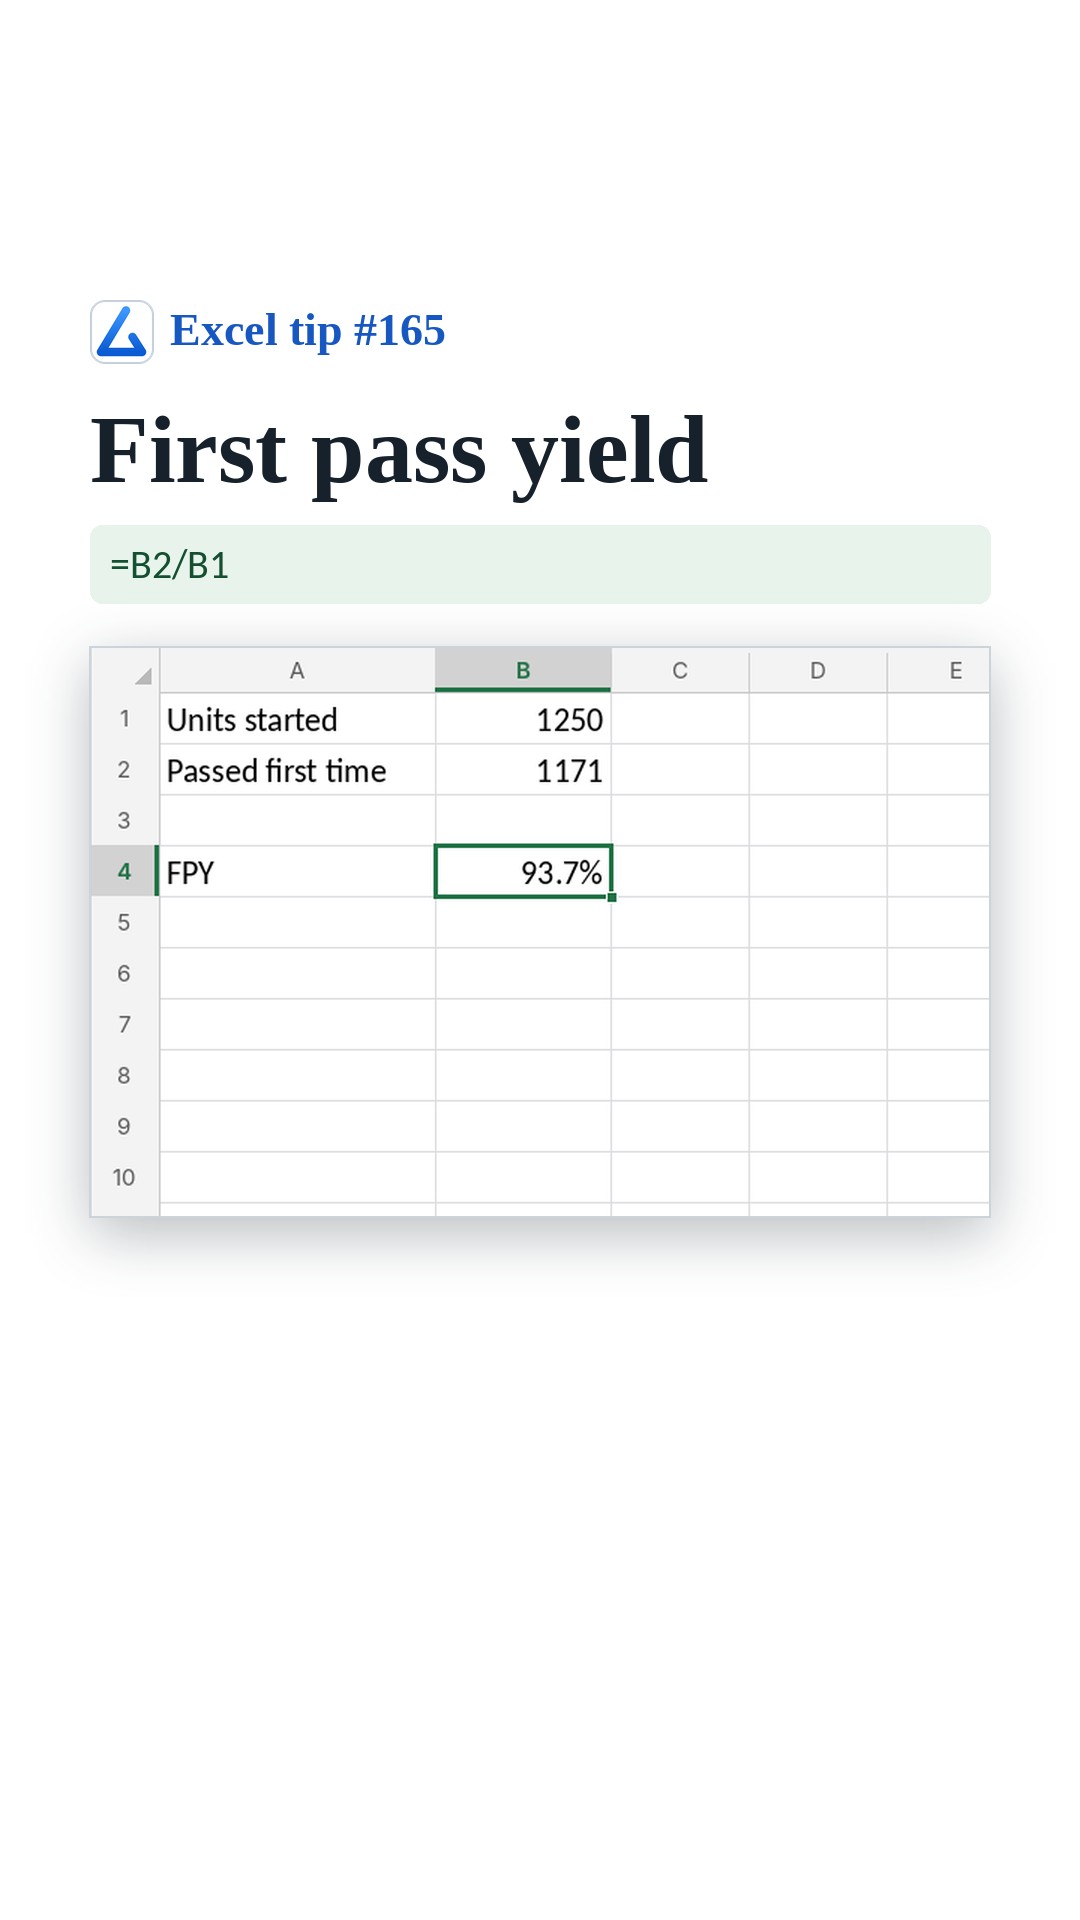 Excel tip #165
First pass yield
=B2/B1
A B C D E
1 Units started 1250
2 Passed first time 1171
3
4 FPY 93.7%
5
6
7
8
9
10